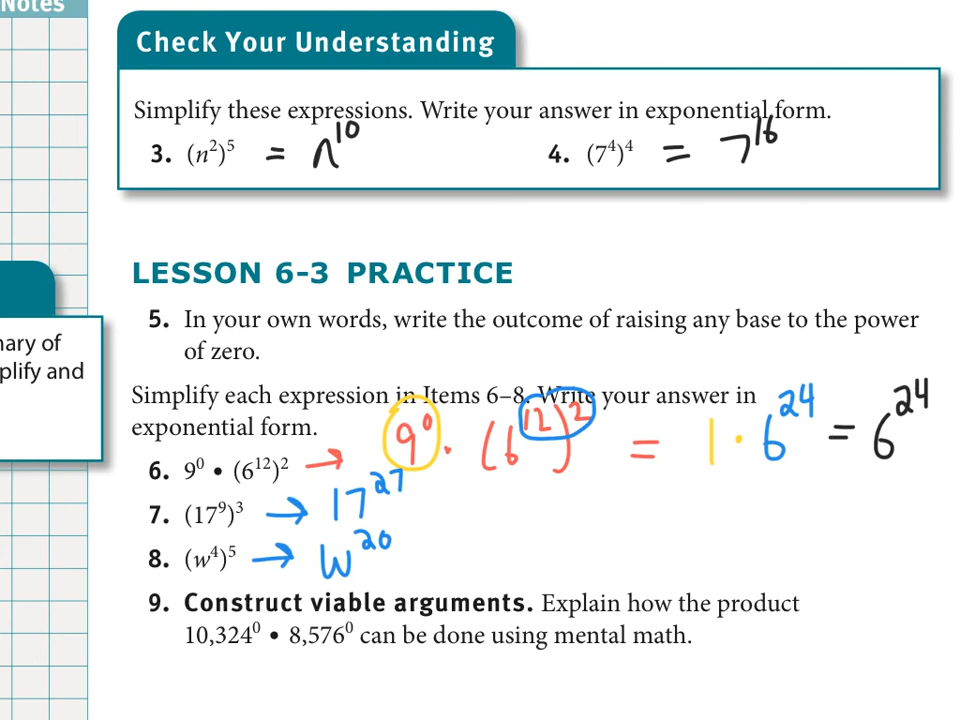 Notes
Check Your Understanding
Simplify these expressions. Write your answer in exponential form.
3. (n²)⁵ = n¹⁰ 4. (7⁴)⁴ = 7¹⁶
LESSON 6-3 PRACTICE
5. In your own words, write the outcome of raising any base to the power
of zero.
mary of
plify and
Simplify each expression in Items 6–8. Write your answer in
exponential form.
6. 9⁰ • (6¹²)² → 9⁰ · (6¹²)² = 1 · 6²⁴ = 6²⁴
7. (17⁹)³ → 17²⁷
8. (w⁴)⁵ → w²⁰
9. Construct viable arguments. Explain how the product
10,324⁰ • 8,576⁰ can be done using mental math.